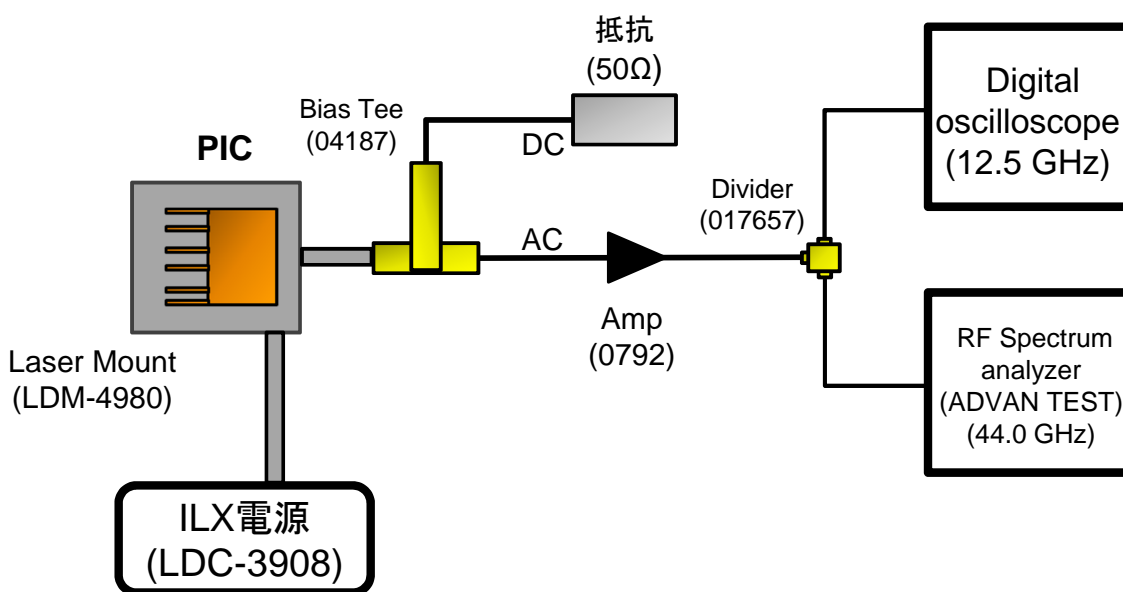 抵抗
(50Ω)
Bias Tee
(04187)
DC
PIC
Digital
oscilloscope
(12.5 GHz)
Divider
(017657)
AC
Amp
(0792)
Laser Mount
(LDM-4980)
RF Spectrum
analyzer
(ADVAN TEST)
(44.0 GHz)
ILX電源
(LDC-3908)